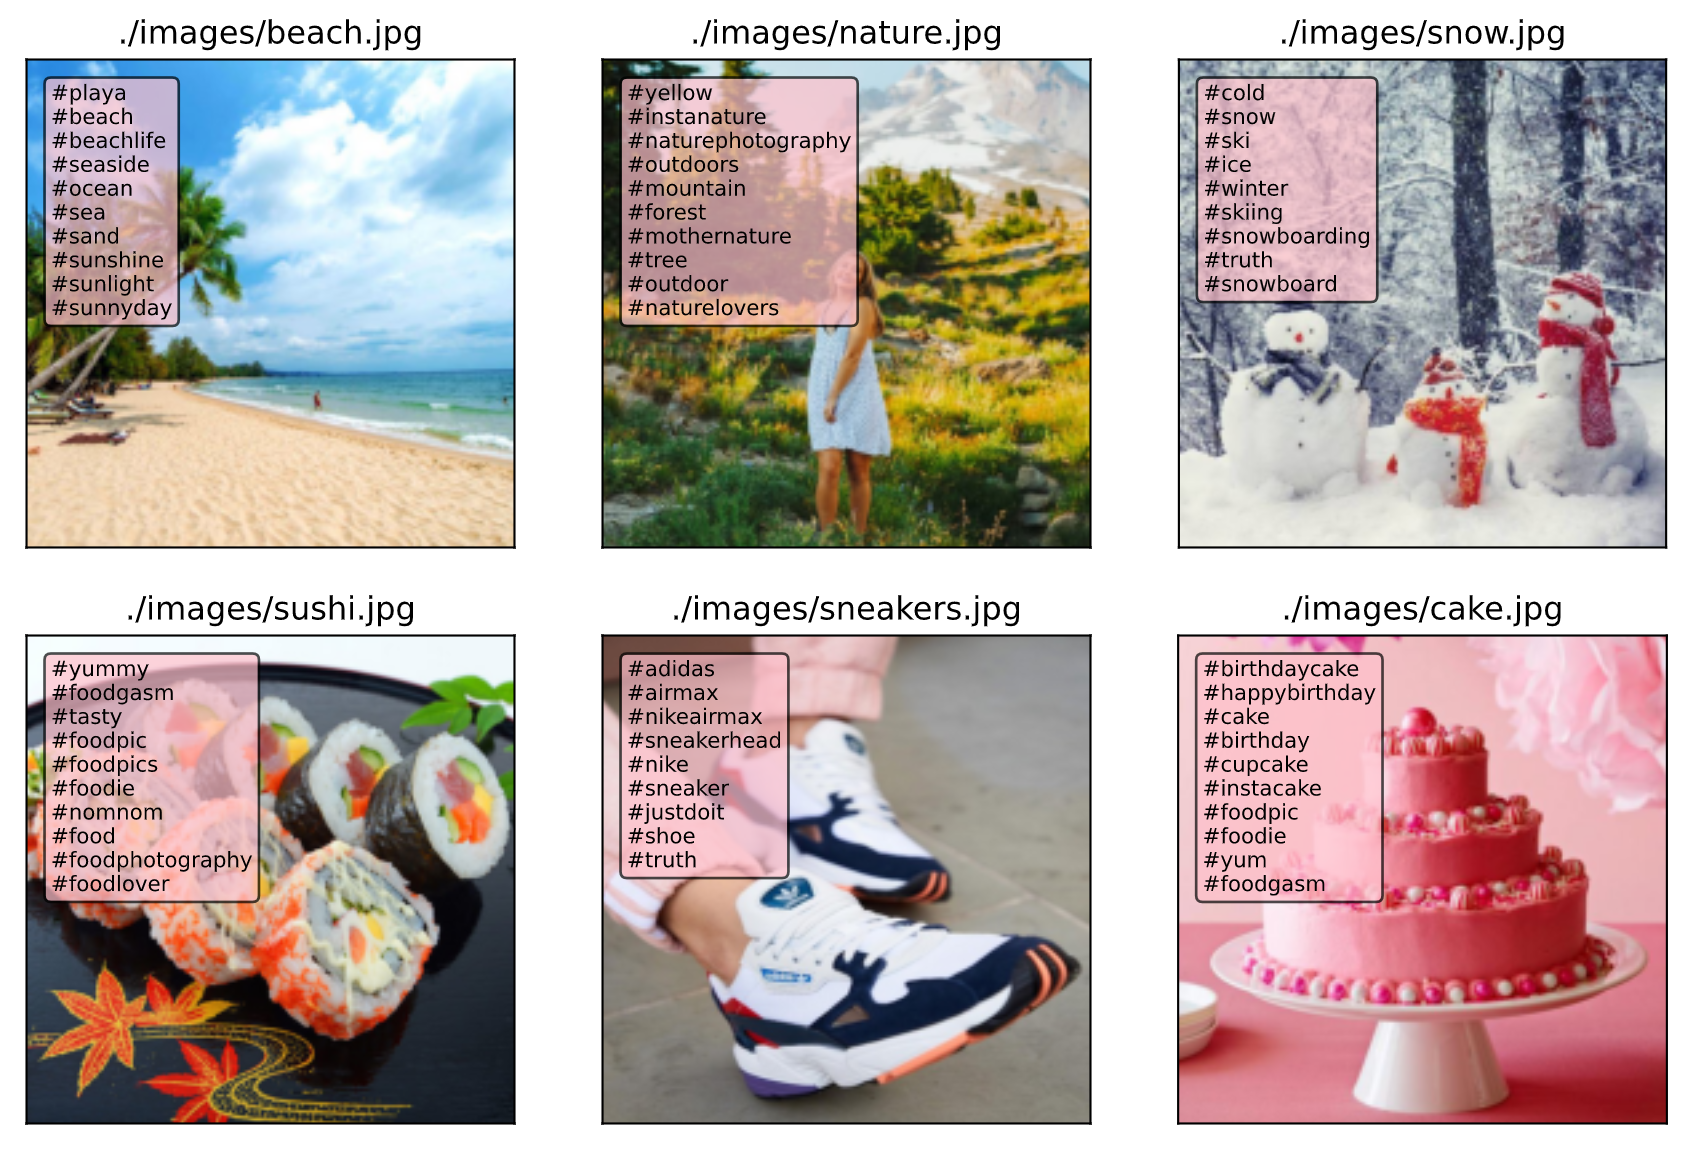 ./images/beach.jpg
#playa
#beach
#beachlife
#seaside
#ocean
#sea
#sand
#sunshine
#sunlight
#sunnyday
./images/nature.jpg
#yellow
#instanature
#naturephotography
#outdoors
#mountain
#forest
#mothernature
#tree
#outdoor
#naturelovers
./images/snow.jpg
#cold
#snow
#ski
#ice
#winter
#skiing
#snowboarding
#truth
#snowboard
./images/sushi.jpg
#yummy
#foodgasm
#tasty
#foodpic
#foodpics
#foodie
#nomnom
#food
#foodphotography
#foodlover
./images/sneakers.jpg
#adidas
#airmax
#nikeairmax
#sneakerhead
#nike
#sneaker
#justdoit
#shoe
#truth
./images/cake.jpg
#birthdaycake
#happybirthday
#cake
#birthday
#cupcake
#instacake
#foodpic
#foodie
#yum
#foodgasm